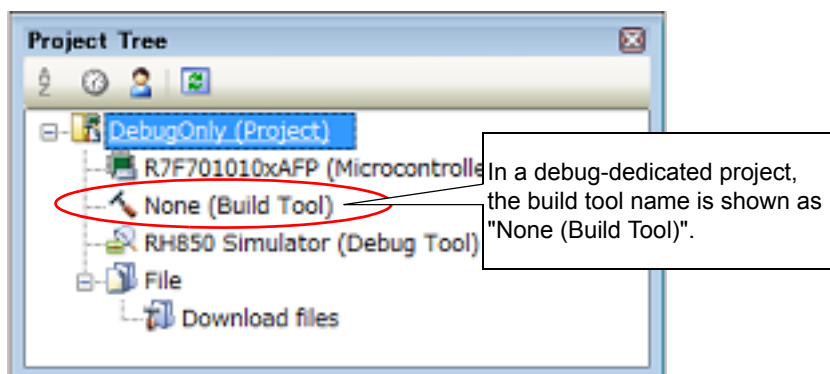 Project Tree
DebugOnly (Project)
R7F701010xAFP (Microcontrolle
None (Build Tool)
RH850 Simulator (Debug Tool)
File
Download files
In a debug-dedicated project,
the build tool name is shown as
"None (Build Tool)".